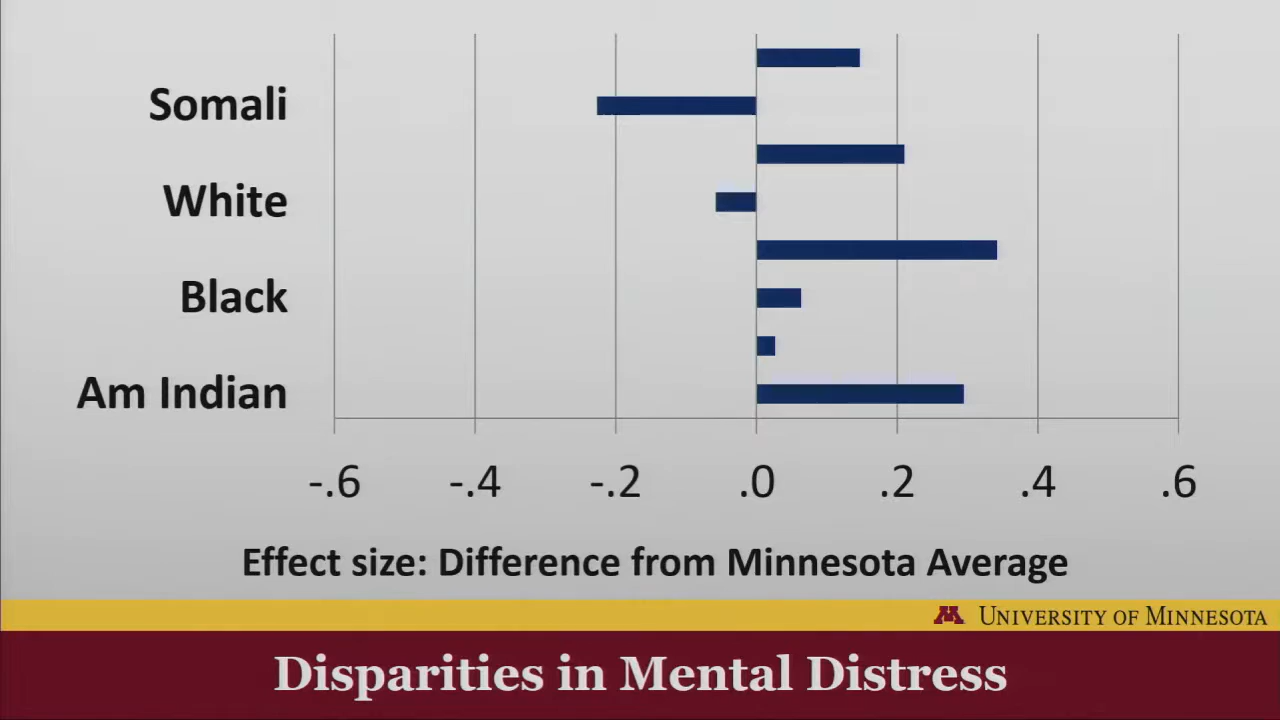 Somali
White
Black
Am Indian
-.6 -.4 -.2 .0 .2 .4 .6
Effect size: Difference from Minnesota Average
M UNIVERSITY OF MINNESOTA
Disparities in Mental Distress